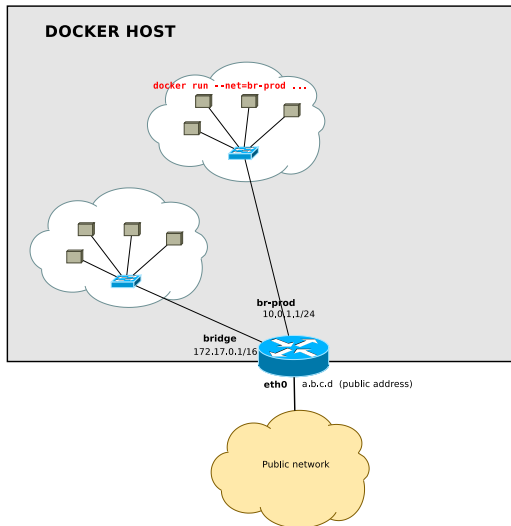 DOCKER HOST
docker run --net=br-prod ...
br-prod
10.0.1.1/24
bridge
172.17.0.1/16
eth0 a.b.c.d (public address)
Public network